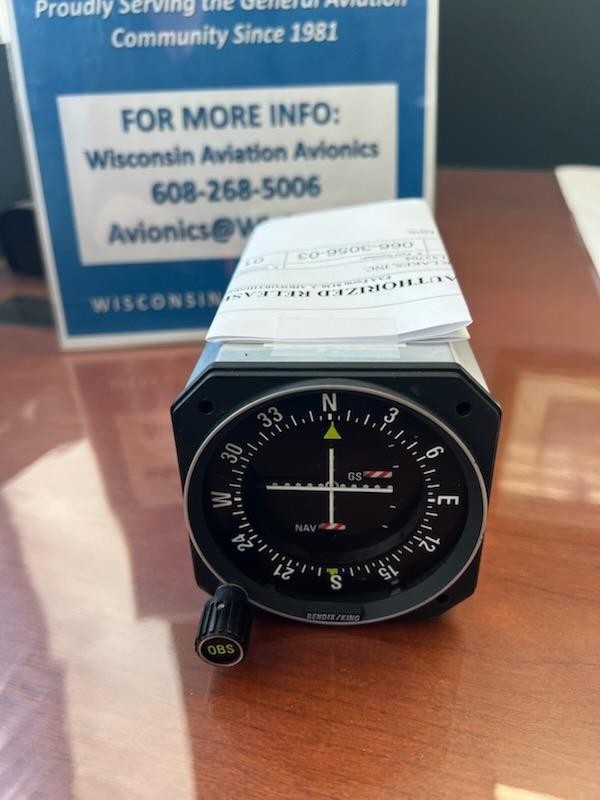 Proudly Serving the General Aviation
Community Since 1981
FOR MORE INFO:
Wisconsin Aviation Avionics
608-268-5006
WISCONSIN
066-3056-03
01
AUTHORIZED RELEASE
N
3
6
E
12
15
S
21
24
W
30
33
GS
NAV
BENDIX/KING
OBS